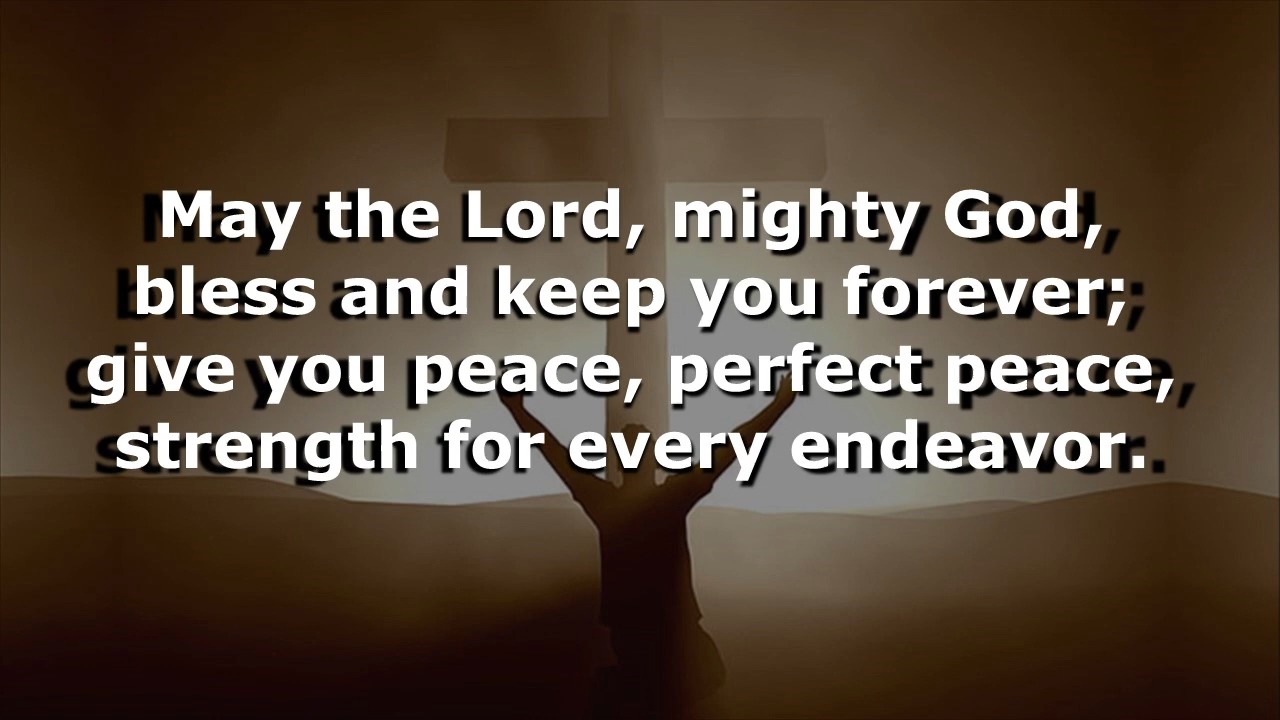 May the Lord, mighty God,
bless and keep you forever;
give you peace, perfect peace,
strength for every endeavor.